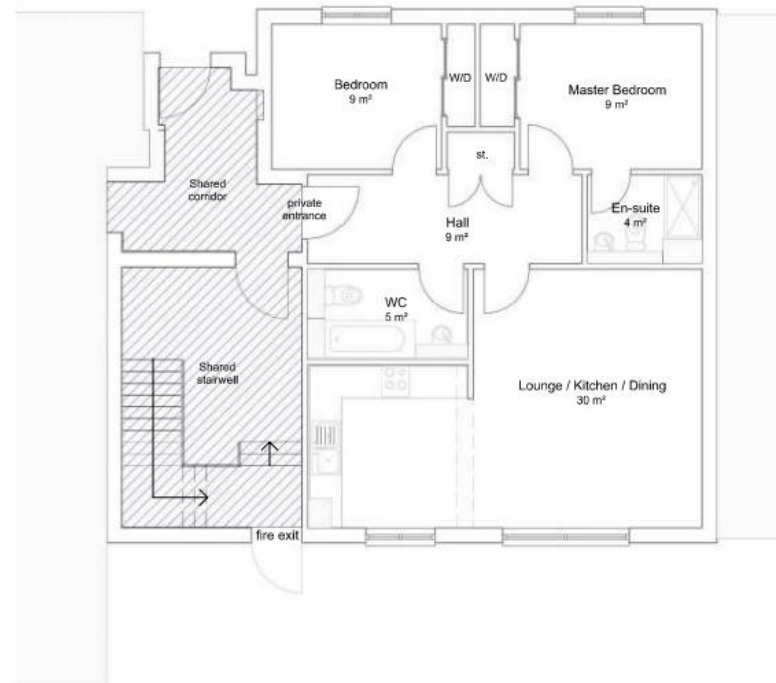 Bedroom
9 m²
W/D
W/D
Master Bedroom
9 m²
st.
Shared
corridor
private
entrance
Hall
9 m²
En-suite
4 m²
WC
5 m²
Shared
stairwell
Lounge / Kitchen / Dining
30 m²
fire exit